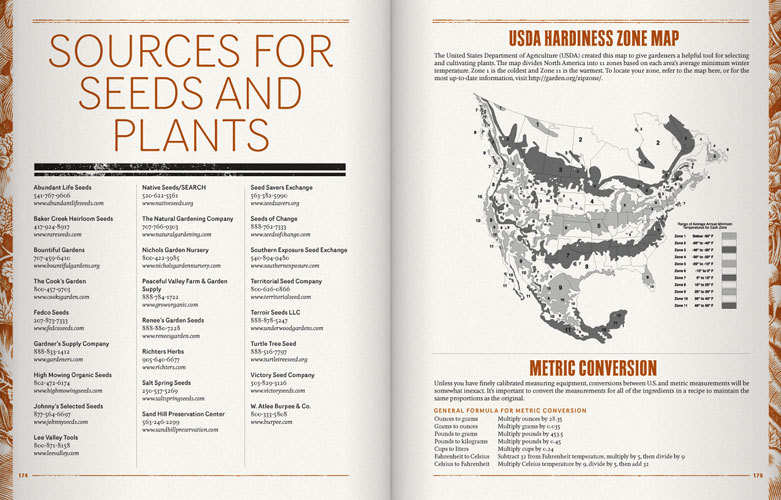 SOURCES FOR
SEEDS AND
PLANTS
Abundant Life Seeds
541-767-9606
www.abundantlifeseeds.com
Baker Creek Heirloom Seeds
417-924-8917
www.rareseeds.com
Bountiful Gardens
707-459-6410
www.bountifulgardens.org
The Cook's Garden
800-457-9703
www.cooksgarden.com
Fedco Seeds
207-873-7333
www.fedcoseeds.com
Gardner's Supply Company
888-833-1412
www.gardeners.com
High Mowing Organic Seeds
802-472-6174
www.highmowingseeds.com
Johnny's Selected Seeds
877-564-6697
www.johnnyseeds.com
Lee Valley Tools
800-871-8158
www.leevalley.com
Native Seeds/SEARCH
520-622-5561
www.nativeseeds.org
The Natural Gardening Company
707-766-9303
www.naturalgardening.com
Nichols Garden Nursery
800-422-3985
www.nicholsgardennursery.com
Peaceful Valley Farm & Garden
Supply
888-784-1722
www.groworganic.com
Renee's Garden Seeds
888-880-7228
www.reneesgarden.com
Richters Herbs
905-640-6677
www.richters.com
Salt Spring Seeds
250-537-5269
www.saltspringseeds.com
Sand Hill Preservation Center
563-246-2299
www.sandhillpreservation.com
Seed Savers Exchange
563-382-5990
www.seedsavers.org
Seeds of Change
888-762-7333
www.seedsofchange.com
Southern Exposure Seed Exchange
540-894-9480
www.southernexposure.com
Territorial Seed Company
800-626-0866
www.territorialseed.com
Terroir Seeds LLC
888-878-5247
www.underwoodgardens.com
Turtle Tree Seed
888-516-7797
www.turtletreeseed.org
Victory Seed Company
503-829-3126
www.victoryseeds.com
W. Atlee Burpee & Co.
800-333-5808
www.burpee.com
174
USDA HARDINESS ZONE MAP
The United States Department of Agriculture (USDA) created this map to give gardeners a helpful tool for selecting
and cultivating plants. The map divides North America into 11 zones based on each area's average minimum winter
temperature. Zone 1 is the coldest and Zone 11 is the warmest. To locate your zone, refer to the map here, or for the
most up-to-date information, visit http://garden.org/zipzone/.
Range of Average Annual Minimum
Temperatures for Each Zone
Zone 1 Below -50° F
Zone 2 -50° to -40° F
Zone 3 -40° to -30° F
Zone 4 -30° to -20° F
Zone 5 -20° to -10° F
Zone 6 -10° to 0° F
Zone 7 0° to 10° F
Zone 8 10° to 20° F
Zone 9 20° to 30° F
Zone 10 30° to 40° F
Zone 11 40° to 50° F
METRIC CONVERSION
Unless you have finely calibrated measuring equipment, conversions between U.S. and metric measurements will be
somewhat inexact. It's important to convert the measurements for all of the ingredients in a recipe to maintain the
same proportions as the original.
GENERAL FORMULA FOR METRIC CONVERSION
Ounces to grams Multiply ounces by 28.35
Grams to ounces Multiply grams by 0.035
Pounds to grams Multiply pounds by 453.5
Pounds to kilograms Multiply pounds by 0.45
Cups to liters Multiply cups by 0.24
Fahrenheit to Celsius Subtract 32 from Fahrenheit temperature, multiply by 5, then divide by 9
Celsius to Fahrenheit Multiply Celsius temperature by 9, divide by 5, then add 32
175